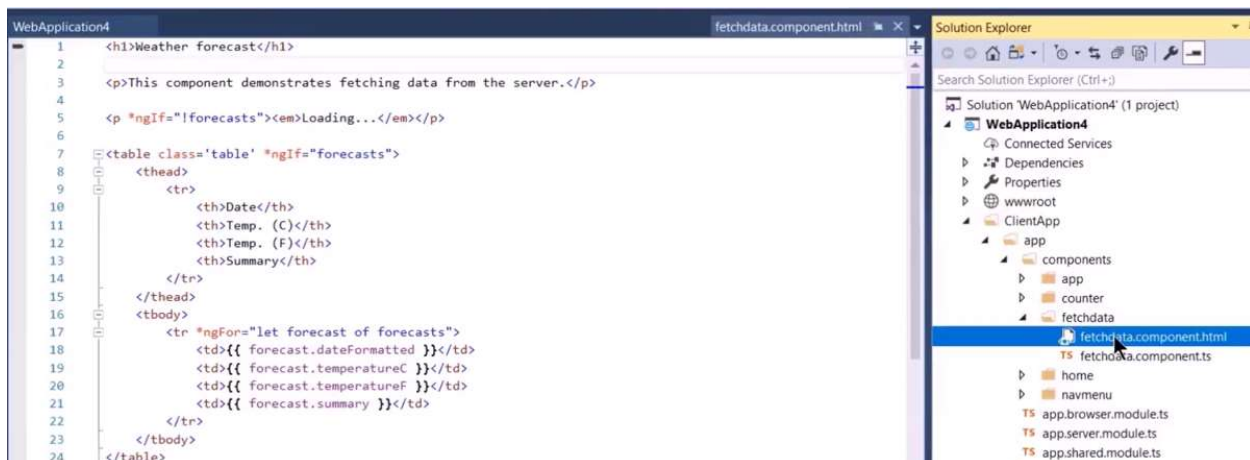 WebApplication4
fetchdata.component.html
1 <h1>Weather forecast</h1>
2
3 <p>This component demonstrates fetching data from the server.</p>
4
5 <p *ngIf="!forecasts"><em>Loading...</em></p>
6
7 <table class='table' *ngIf="forecasts">
8 <thead>
9 <tr>
10 <th>Date</th>
11 <th>Temp. (C)</th>
12 <th>Temp. (F)</th>
13 <th>Summary</th>
14 </tr>
15 </thead>
16 <tbody>
17 <tr *ngFor="let forecast of forecasts">
18 <td>{{ forecast.dateFormatted }}</td>
19 <td>{{ forecast.temperatureC }}</td>
20 <td>{{ forecast.temperatureF }}</td>
21 <td>{{ forecast.summary }}</td>
22 </tr>
23 </tbody>
24 </table>
Solution Explorer
Search Solution Explorer (Ctrl+;)
Solution 'WebApplication4' (1 project)
WebApplication4
Connected Services
Dependencies
Properties
wwwroot
ClientApp
app
components
app
counter
fetchdata
fetchdata.component.html
TS fetchdata.component.ts
home
navmenu
TS app.browser.module.ts
TS app.server.module.ts
TS app.shared.module.ts